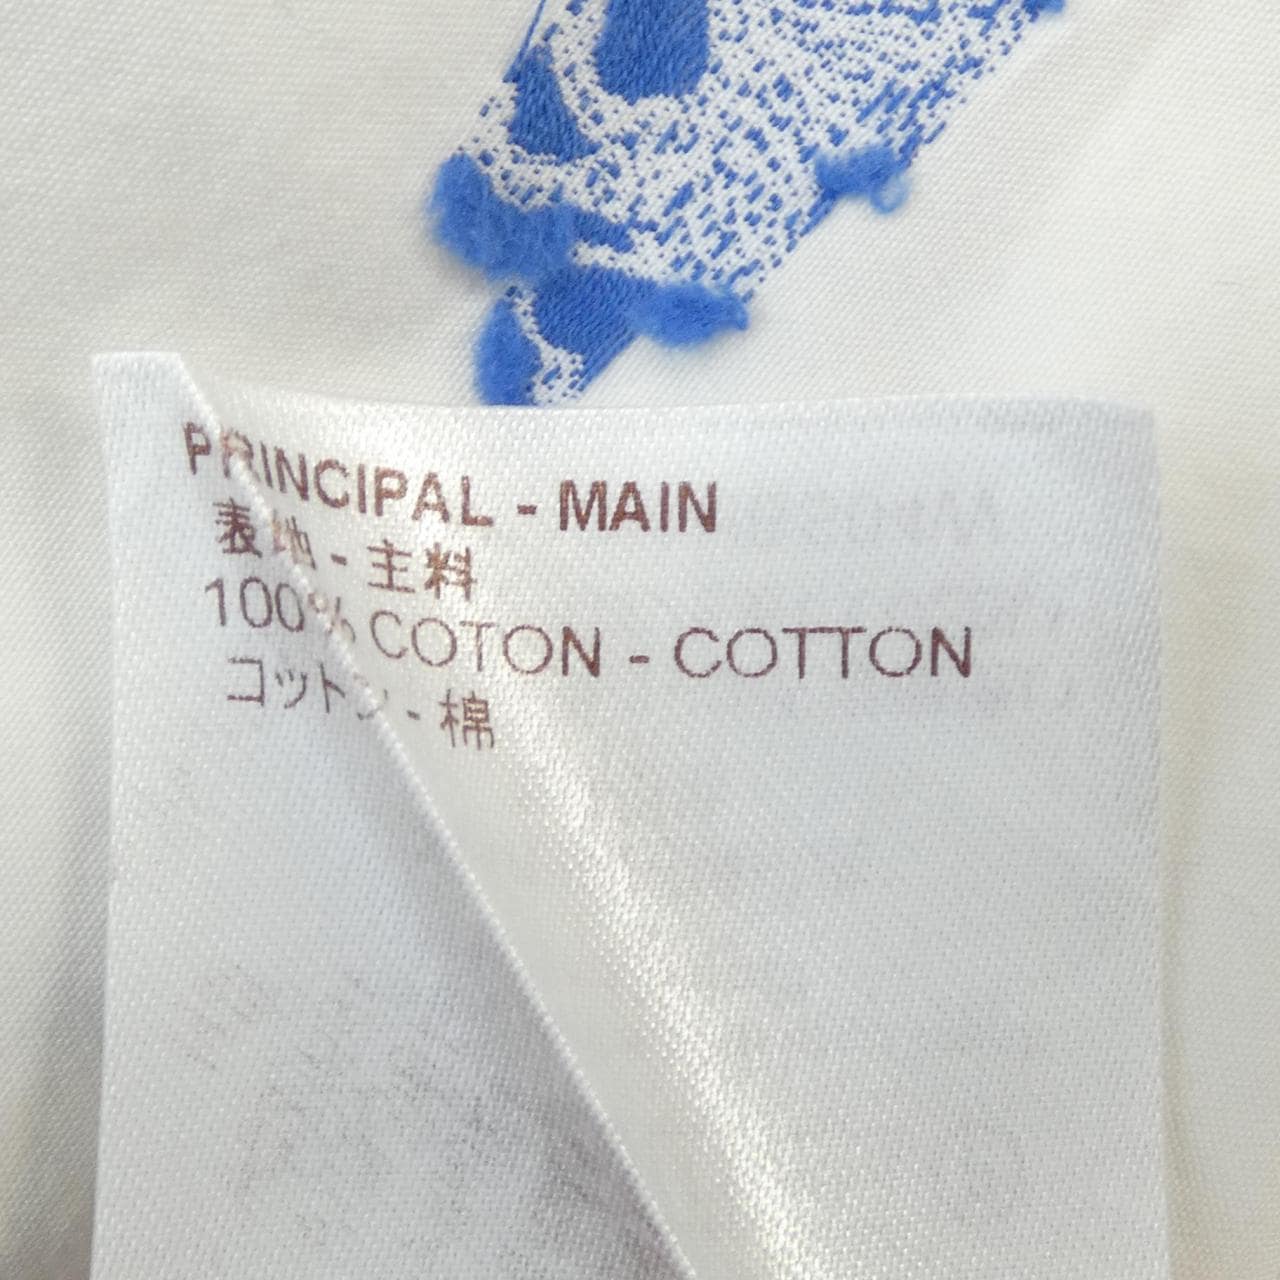 PRINCIPAL - MAIN
表地 - 主料
100% COTON - COTTON
コットン - 棉